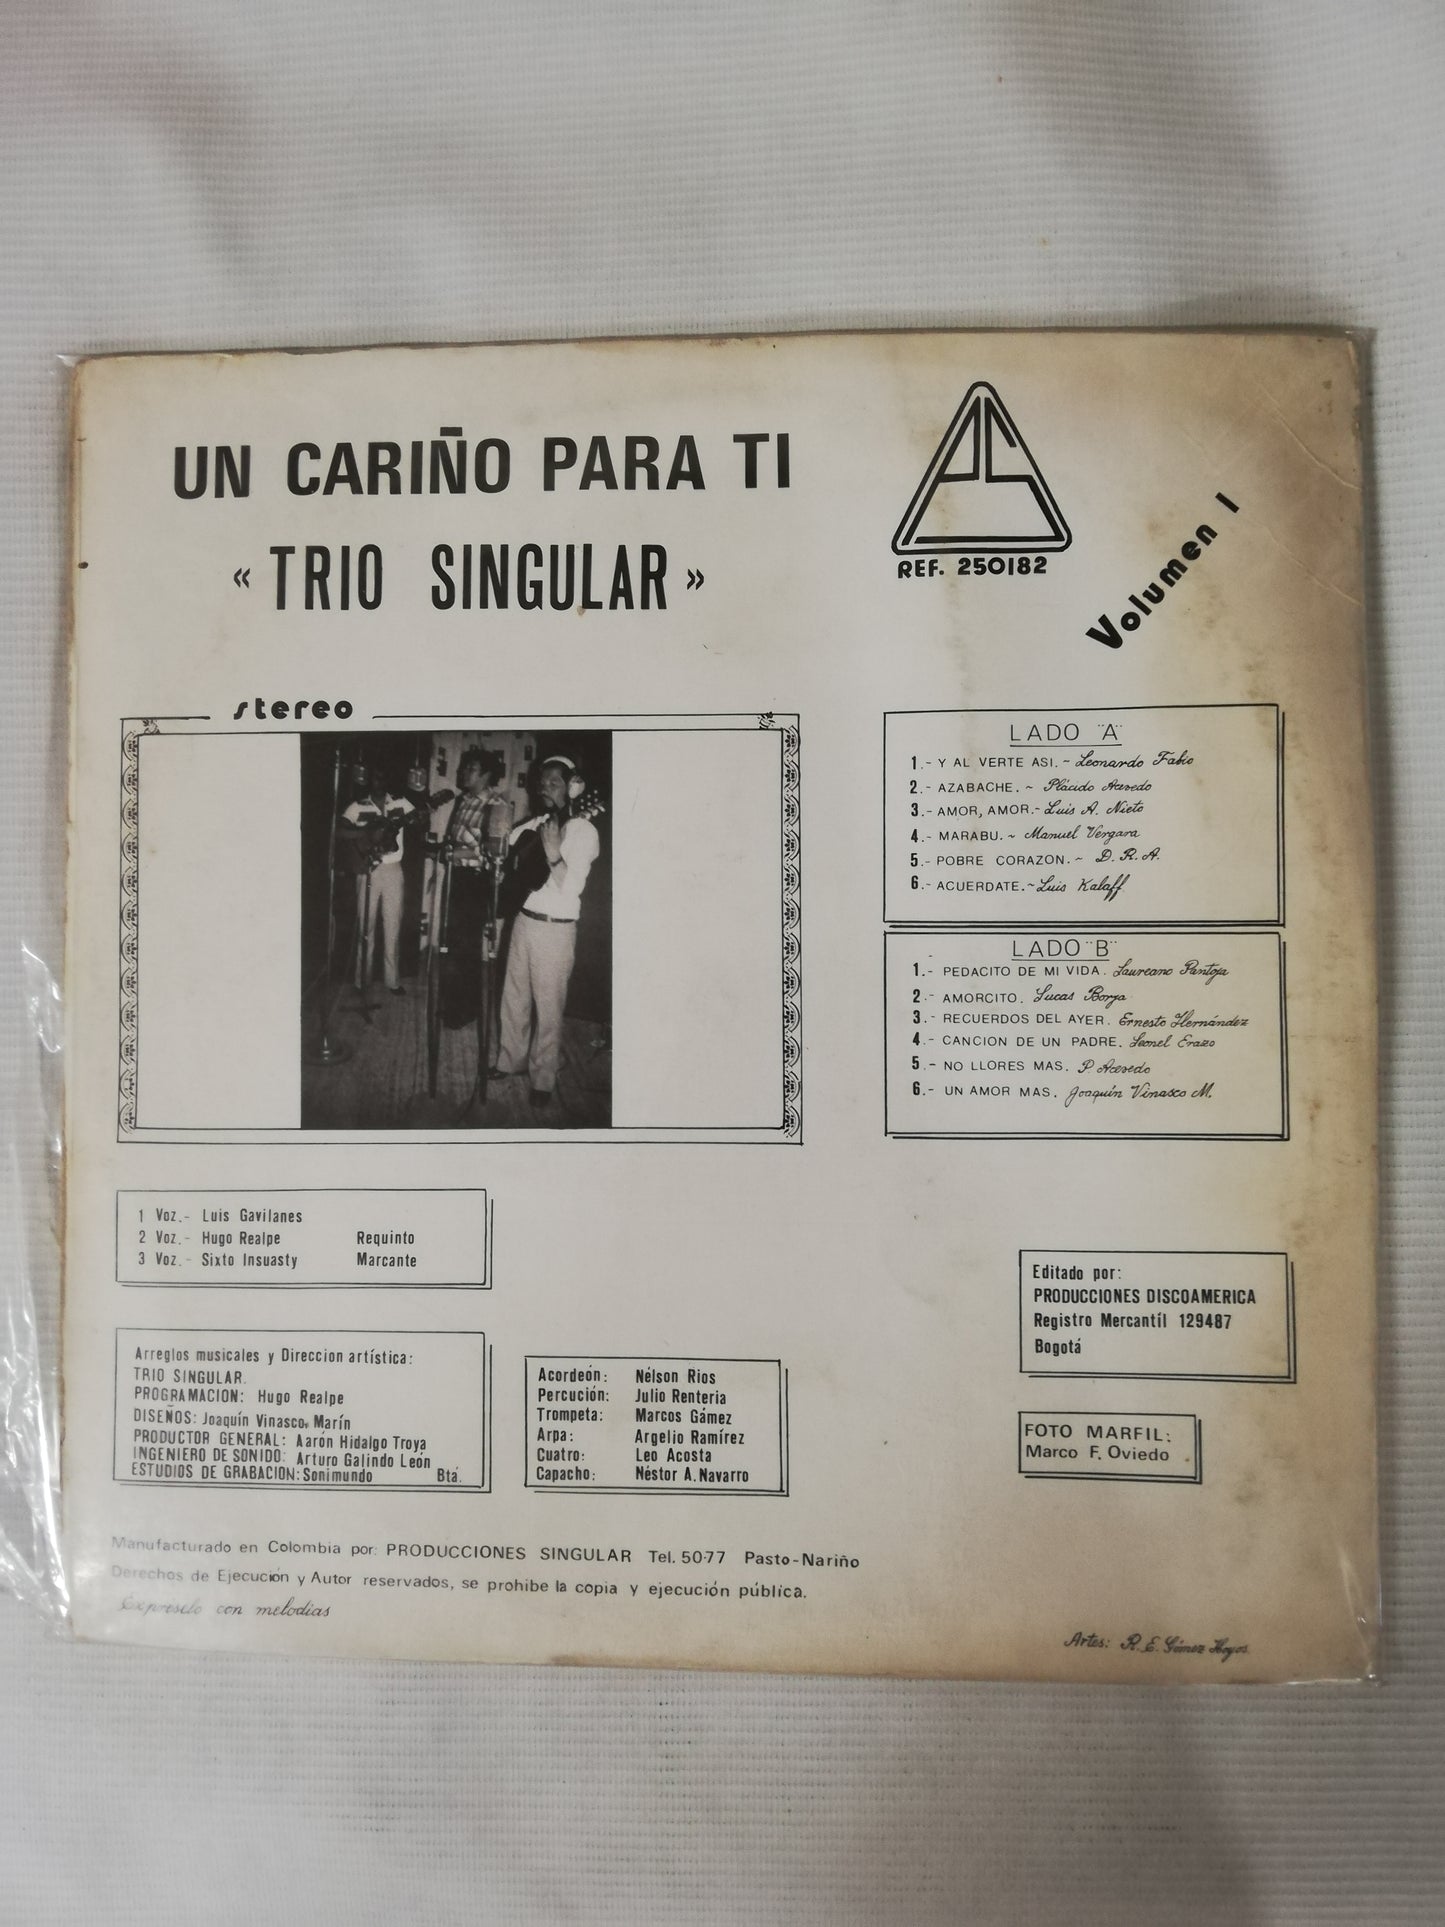 UN CARIÑO PARA TI
« TRIO SINGULAR »
REF. 250182
Volumen I
stereo
LADO "A"
1.- Y AL VERTE ASI. ~ Leonardo Fabio
2.- AZABACHE. ~ Plácido Acevedo
3.- AMOR, AMOR.- Luis A. Nieto
4.- MARABU. ~ Manuel Vergara
5.- POBRE CORAZON. ~ D. R. A.
6.- ACUERDATE. ~ Luis Kalaff
LADO "B"
1.- PEDACITO DE MI VIDA. Laureano Pantoja
2.- AMORCITO. Lucas Borja
3.- RECUERDOS DEL AYER. Ernesto Hernández
4.- CANCION DE UN PADRE. Leonel Erazo
5.- NO LLORES MAS. P. Acevedo
6.- UN AMOR MAS. Joaquín Vinasco M.
1 Voz.- Luis Gavilanes
2 Voz.- Hugo Realpe Requinto
3 Voz.- Sixto Insuasty Marcante
Arreglos musicales y Direccion artística:
TRIO SINGULAR.
PROGRAMACION: Hugo Realpe
DISEÑOS: Joaquín Vinasco, Marín
PRODUCTOR GENERAL: Aarón Hidalgo Troya
INGENIERO DE SONIDO: Arturo Galindo León
ESTUDIOS DE GRABACION: Sonimundo Bta.
Acordeón: Nélson Rios
Percución: Julio Renteria
Trompeta: Marcos Gámez
Arpa: Argelio Ramírez
Cuatro: Leo Acosta
Capacho: Néstor A. Navarro
Editado por:
PRODUCCIONES DISCOAMERICA
Registro Mercantíl 129487
Bogotá
FOTO MARFIL:
Marco F. Oviedo
Manufacturado en Colombia por: PRODUCCIONES SINGULAR Tel. 50-77 Pasto-Nariño
Derechos de Ejecución y Autor reservados, se prohibe la copia y ejecución pública.
Expréselo con melodias
Artes: R. E. Gómez Hoyos